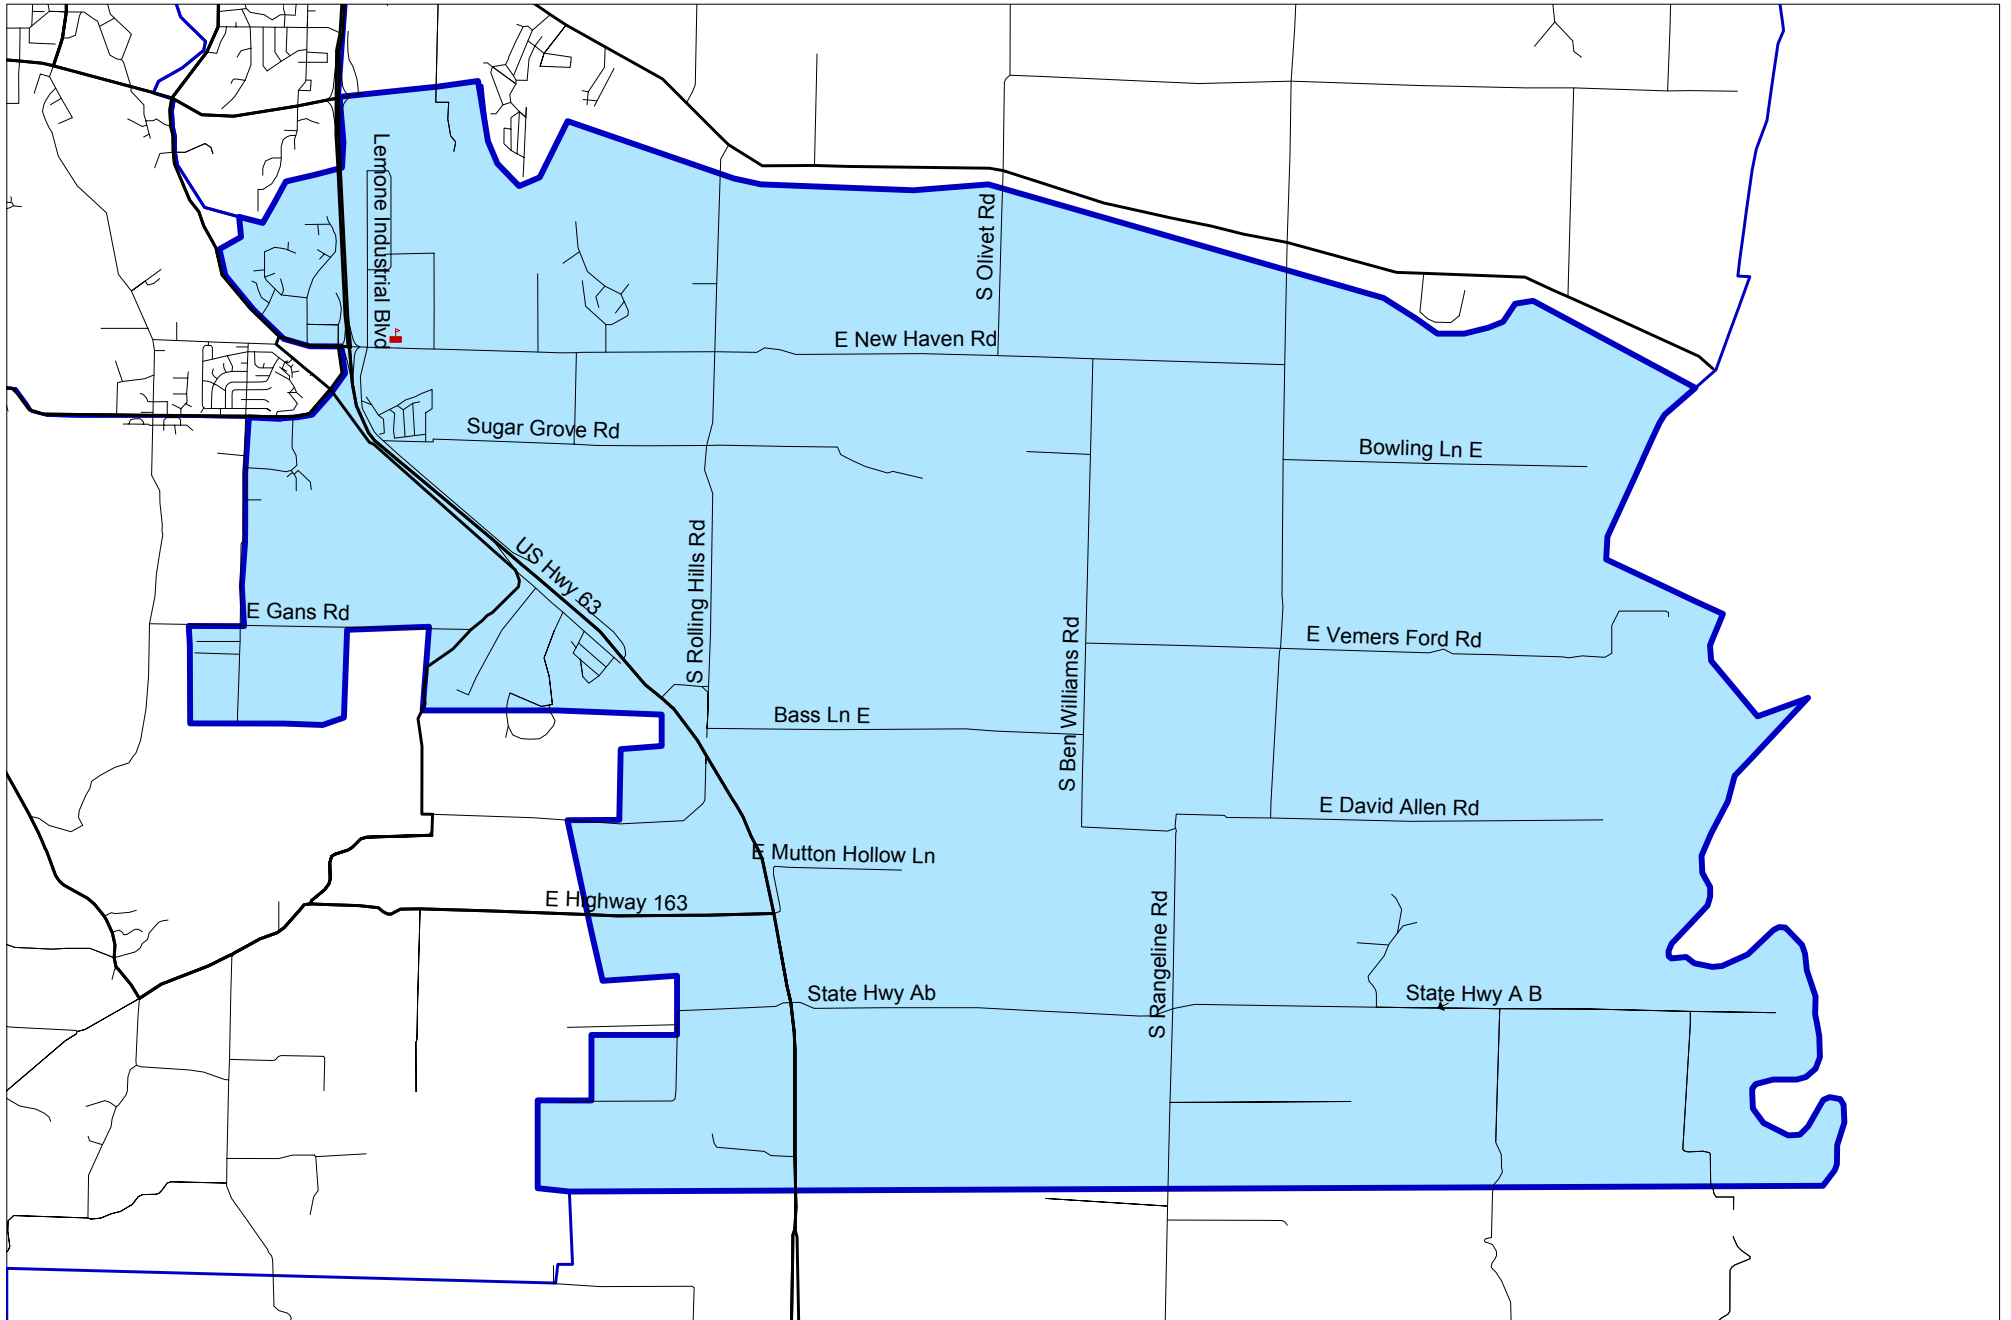 Lemone Industrial Blvd
S Olivet Rd
E New Haven Rd
Sugar Grove Rd
Bowling Ln E
US Hwy 63
S Rolling Hills Rd
E Gans Rd
S Ben Williams Rd
E Vemers Ford Rd
Bass Ln E
E David Allen Rd
E Mutton Hollow Ln
E Highway 163
S Rangeline Rd
State Hwy Ab
State Hwy A B